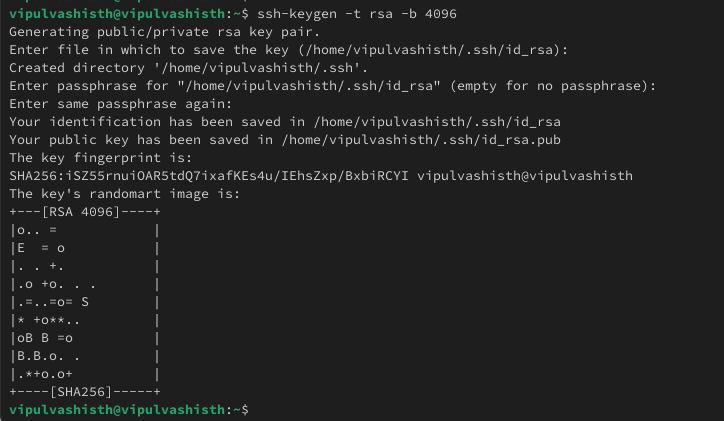 vipulvashisth@vipulvashisth:~$ ssh-keygen -t rsa -b 4096
Generating public/private rsa key pair.
Enter file in which to save the key (/home/vipulvashisth/.ssh/id_rsa):
Created directory '/home/vipulvashisth/.ssh'.
Enter passphrase for "/home/vipulvashisth/.ssh/id_rsa" (empty for no passphrase):
Enter same passphrase again:
Your identification has been saved in /home/vipulvashisth/.ssh/id_rsa
Your public key has been saved in /home/vipulvashisth/.ssh/id_rsa.pub
The key fingerprint is:
SHA256:iSZ55rnuiOAR5tdQ7ixafKEs4u/IEhsZxp/BxbiRCYI vipulvashisth@vipulvashisth
The key's randomart image is:
+---[RSA 4096]----+
|o.. =            |
|E  = o           |
|. . +.           |
|.o +o. . .       |
|.=..=o= S        |
|* +o**..         |
|oB B =o          |
|B.B.o. .         |
|.*+o.o+          |
+----[SHA256]-----+
vipulvashisth@vipulvashisth:~$